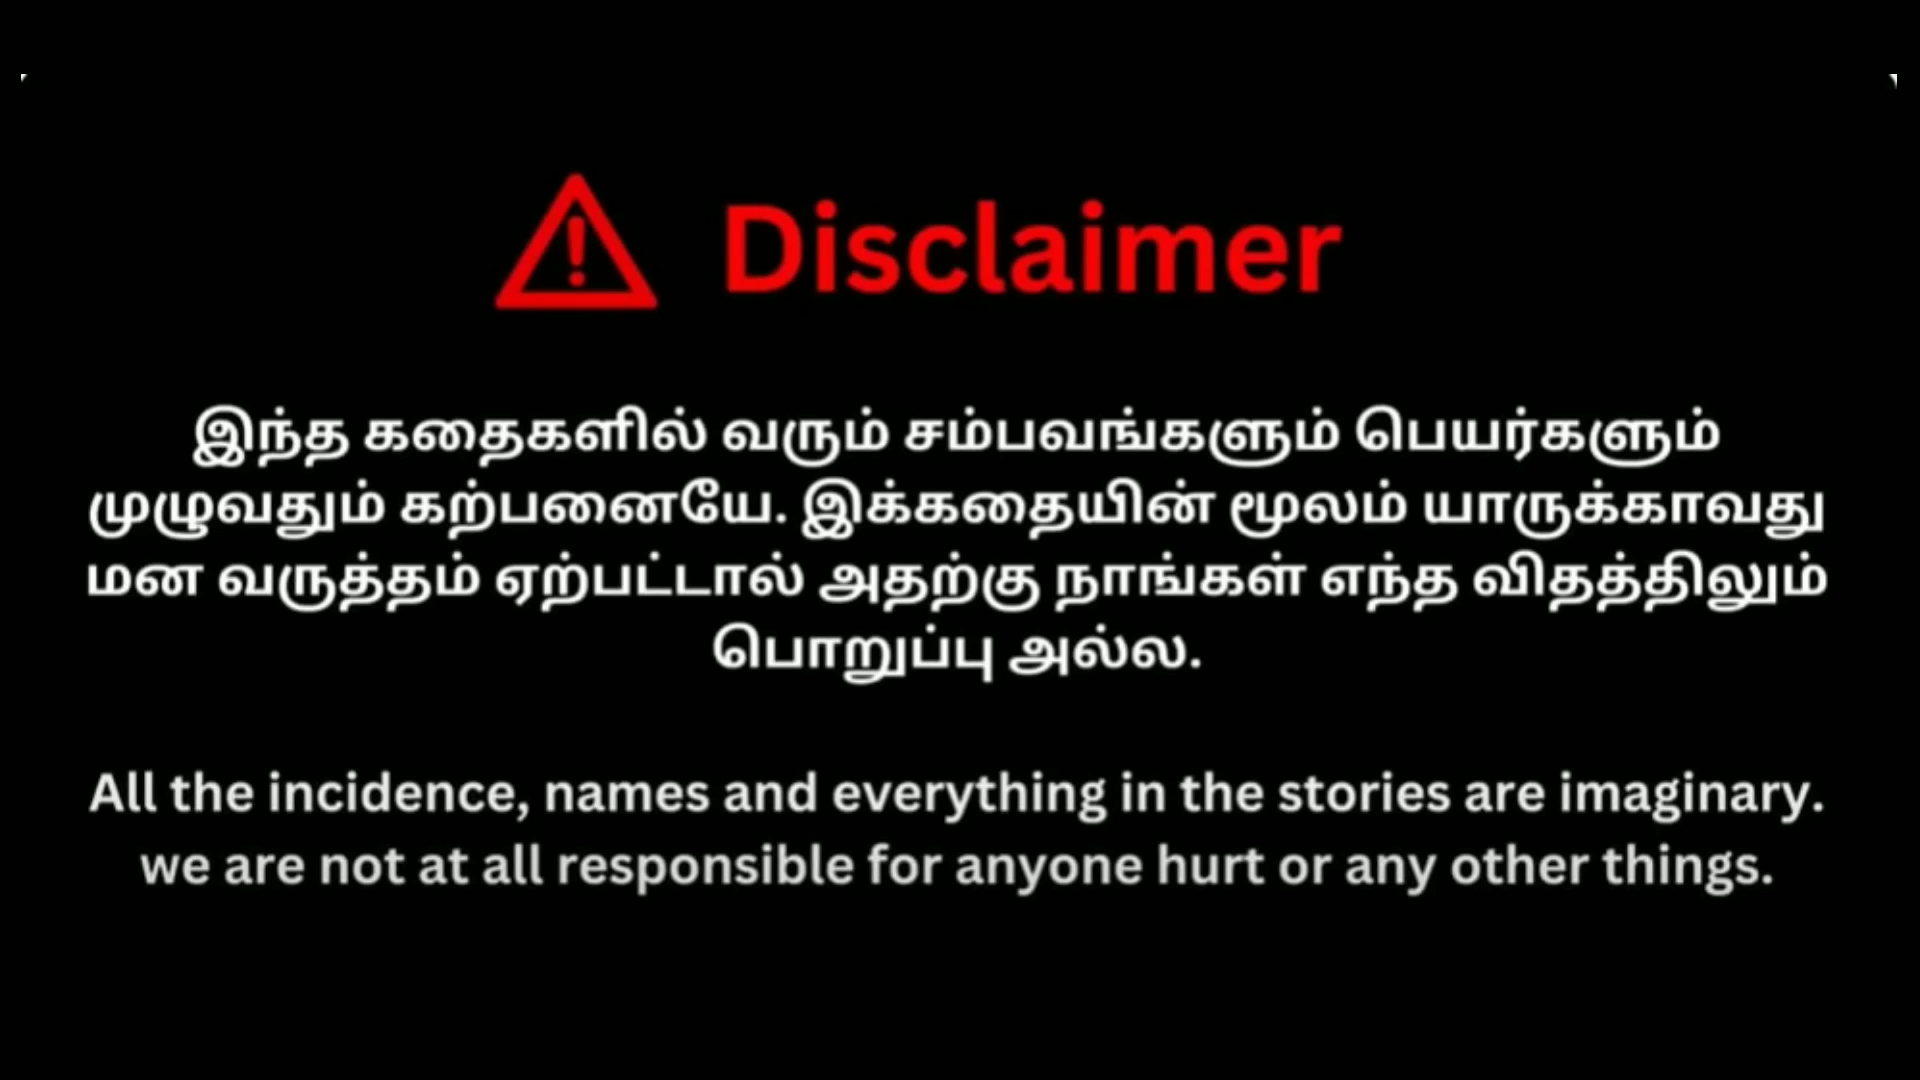 Disclaimer
இந்த கதைகளில் வரும் சம்பவங்களும் பெயர்களும்
முழுவதும் கற்பனையே. இக்கதையின் மூலம் யாருக்காவது
மன வருத்தம் ஏற்பட்டால் அதற்கு நாங்கள் எந்த விதத்திலும்
பொறுப்பு அல்ல.
All the incidence, names and everything in the stories are imaginary.
we are not at all responsible for anyone hurt or any other things.